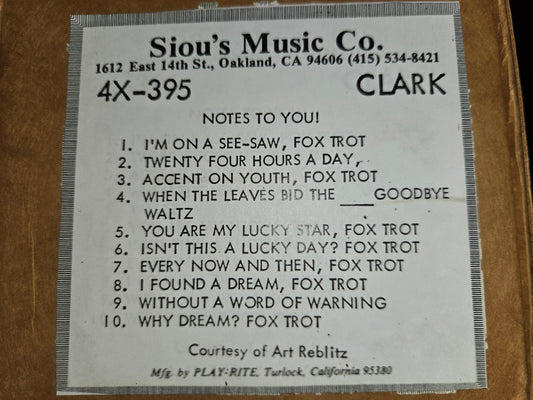 Siou's Music Co.
1612 East 14th St., Oakland, CA 94606 (415) 534-8421
4X-395 CLARK
NOTES TO YOU!
1. I'M ON A SEE-SAW, FOX TROT
2. TWENTY FOUR HOURS A DAY,
3. ACCENT ON YOUTH, FOX TROT
4. WHEN THE LEAVES BID THE ___GOODBYE
WALTZ
5. YOU ARE MY LUCKY STAR, FOX TROT
6. ISN'T THIS A LUCKY DAY? FOX TROT
7. EVERY NOW AND THEN, FOX TROT
8. I FOUND A DREAM, FOX TROT
9. WITHOUT A WORD OF WARNING
10. WHY DREAM? FOX TROT
Courtesy of Art Reblitz
Mfg. by PLAY-RITE, Turlock, California 95380